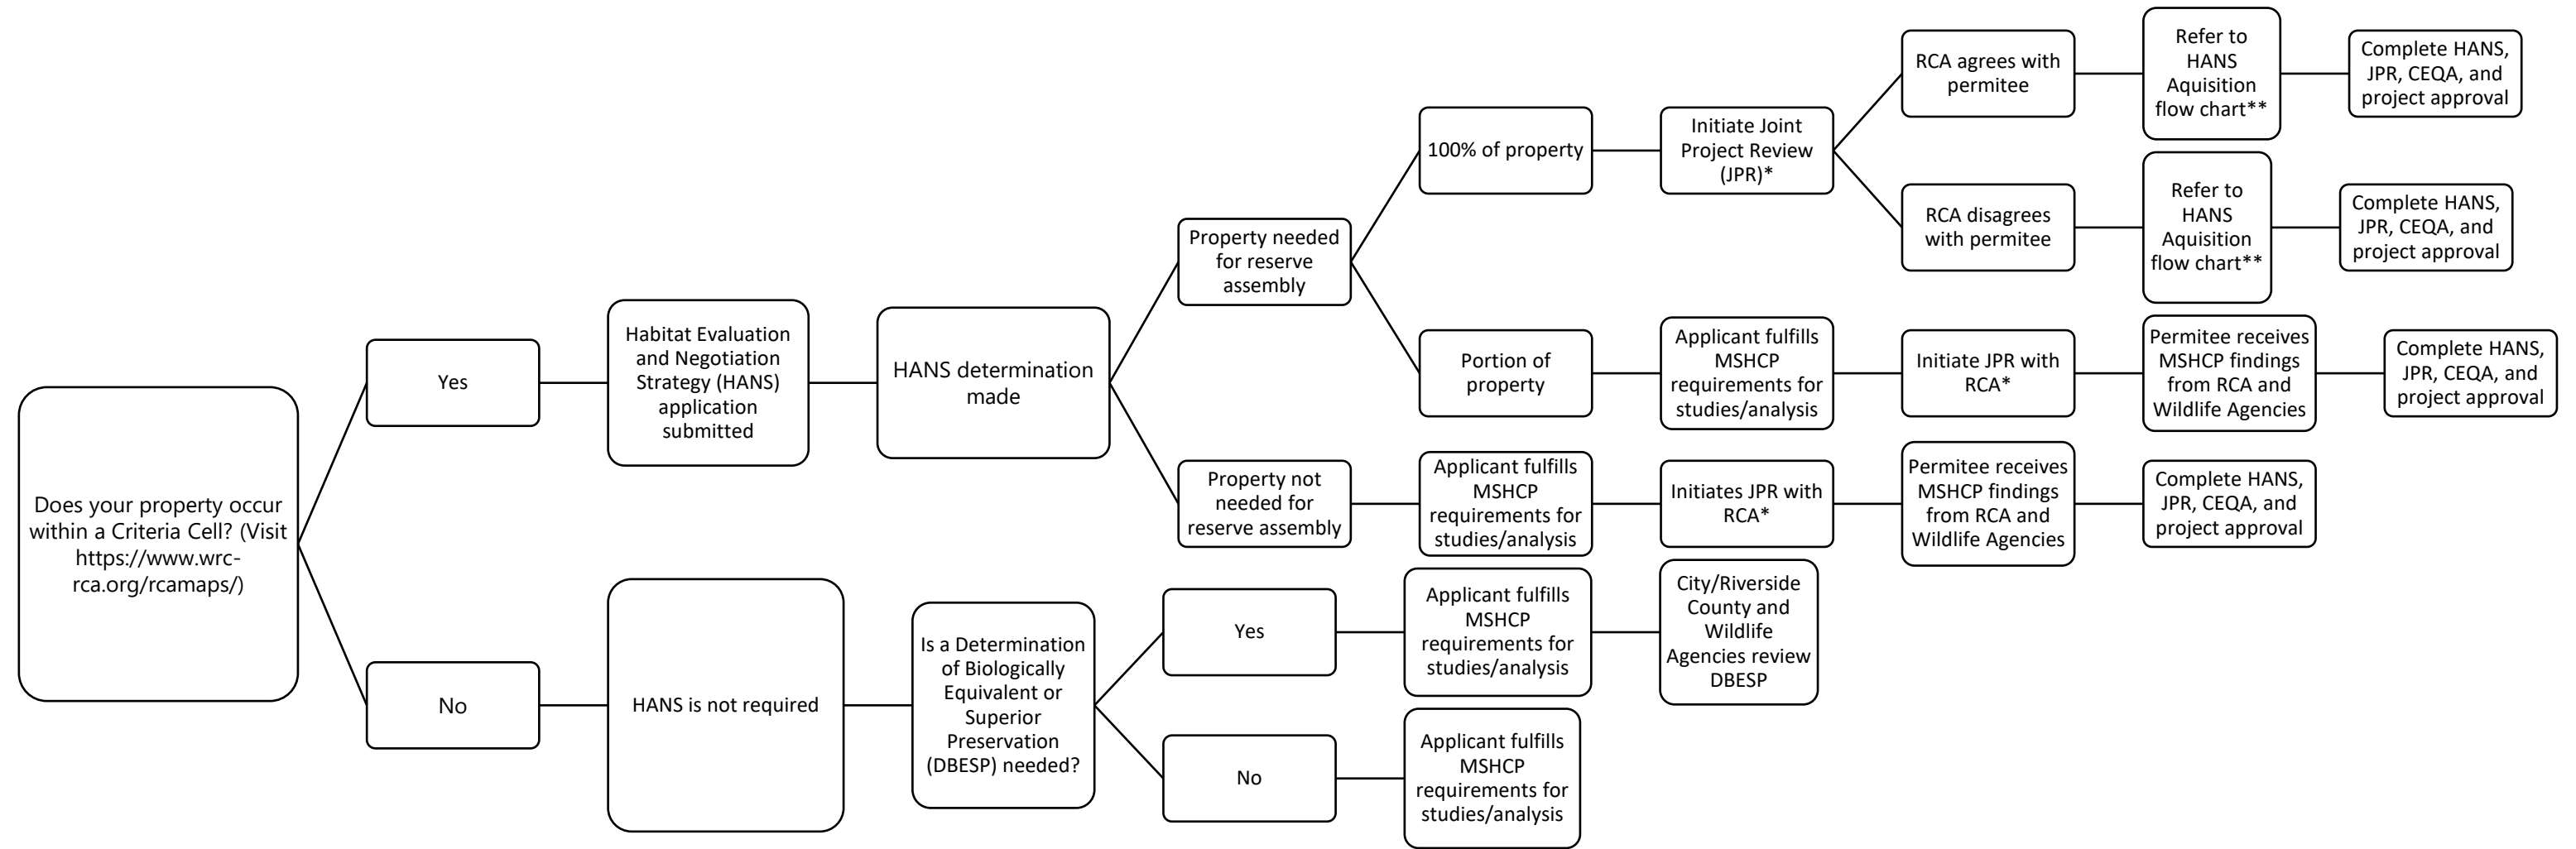 Does your property occur
within a Criteria Cell? (Visit
https://www.wrc-
rca.org/rcamaps/)
Yes
Habitat Evaluation
and Negotiation
Strategy (HANS)
application
submitted
HANS determination
made
Property needed
for reserve
assembly
100% of property
Initiate Joint
Project Review
(JPR)*
RCA agrees with
permitee
Refer to
HANS
Aquisition
flow chart**
Complete HANS,
JPR, CEQA, and
project approval
RCA disagrees
with permitee
Refer to
HANS
Aquisition
flow chart**
Complete HANS,
JPR, CEQA, and
project approval
Portion of
property
Applicant fulfills
MSHCP
requirements for
studies/analysis
Initiate JPR with
RCA*
Permitee receives
MSHCP findings
from RCA and
Wildlife Agencies
Complete HANS,
JPR, CEQA, and
project approval
Property not
needed for
reserve assembly
Applicant fulfills
MSHCP
requirements for
studies/analysis
Initiates JPR with
RCA*
Permitee receives
MSHCP findings
from RCA and
Wildlife Agencies
Complete HANS,
JPR, CEQA, and
project approval
No
HANS is not required
Is a Determination
of Biologically
Equivalent or
Superior
Preservation
(DBESP) needed?
Yes
Applicant fulfills
MSHCP
requirements for
studies/analysis
City/Riverside
County and
Wildlife
Agencies review
DBESP
No
Applicant fulfills
MSHCP
requirements for
studies/analysis